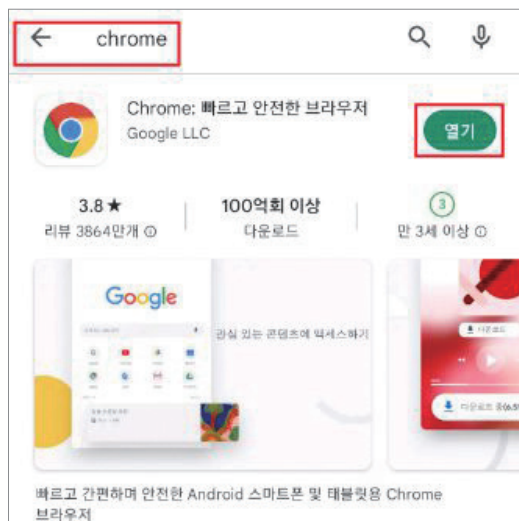 chrome
Chrome: 빠르고 안전한 브라우저
Google LLC
열기
3.8★
100억회 이상
3
리뷰 3864만개
다운로드
만 3세 이상
Google
관심 있는 콘텐츠에 액세스하기
다운로드
빠르고 간편하며 안전한 Android 스마트폰 및 태블릿용 Chrome
브라우저